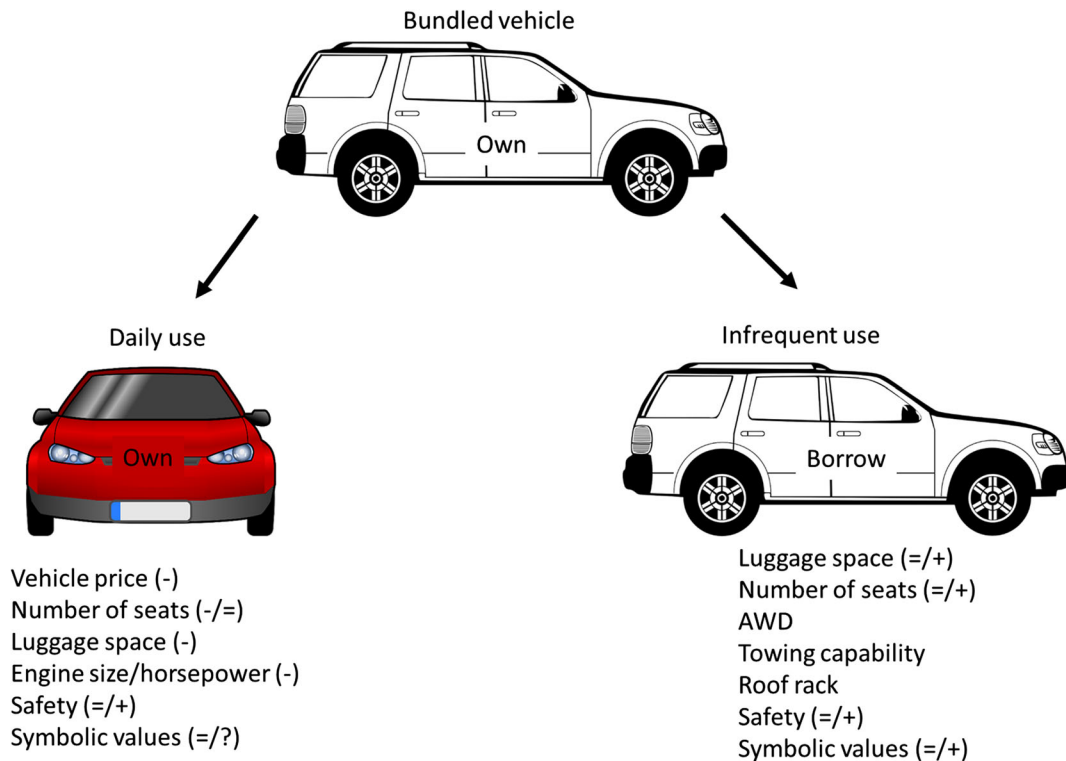 Bundled vehicle
Own
Daily use
Own
Vehicle price (-)
Number of seats (-/=)
Luggage space (-)
Engine size/horsepower (-)
Safety (=/+)
Symbolic values (=/?)
Infrequent use
Borrow
Luggage space (=/+)
Number of seats (=/+)
AWD
Towing capability
Roof rack
Safety (=/+)
Symbolic values (=/+)